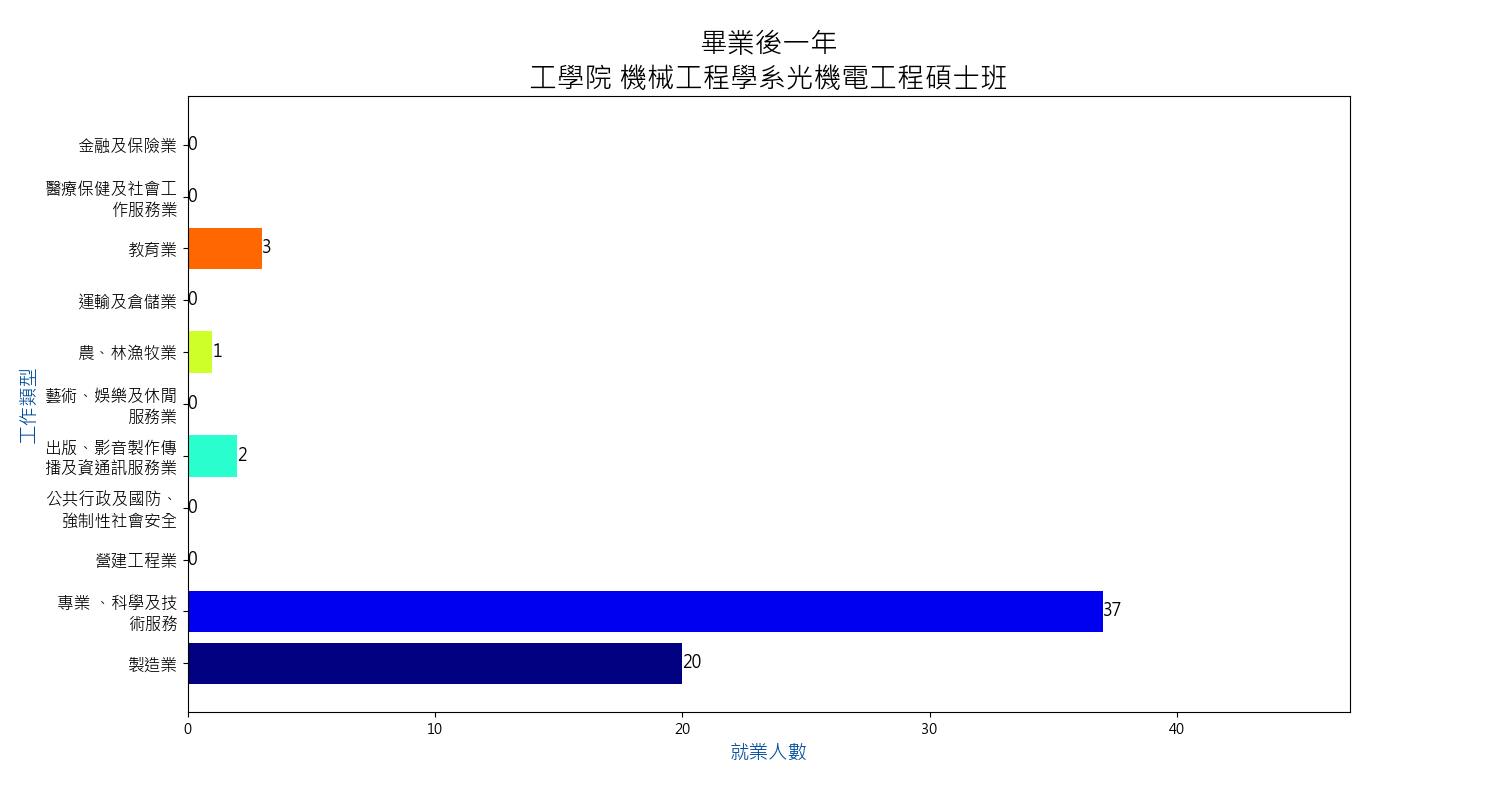 畢業後一年
工學院 機械工程學系光機電工程碩士班
金融及保險業
0
醫療保健及社會工
作服務業
0
教育業
3
運輸及倉儲業
0
農、林漁牧業
1
藝術、娛樂及休閒
服務業
0
出版、影音製作傳
播及資通訊服務業
2
公共行政及國防、
強制性社會安全
0
營建工程業
0
專業 、科學及技
術服務
37
製造業
20
工作類型
0 10 20 30 40
就業人數